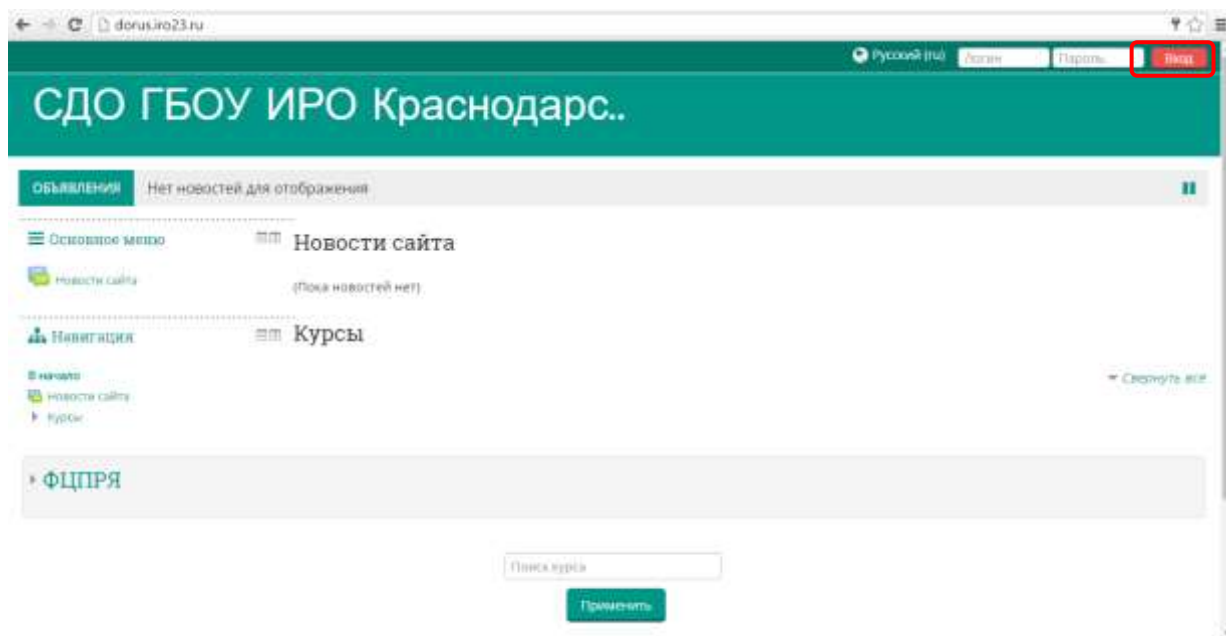 dorus.iro23.ru
Русский (ru) Логин Пароль Вход
СДО ГБОУ ИРО Краснодарс..
ОБЪЯВЛЕНИЯ Нет новостей для отображения
Основное меню
Новости сайта
Новости сайта
(Пока новостей нет)
Навигация
Курсы
В начало
Новости сайта
Курсы
Свернуть всё
ФЦПРЯ
Поиск курса
Применить